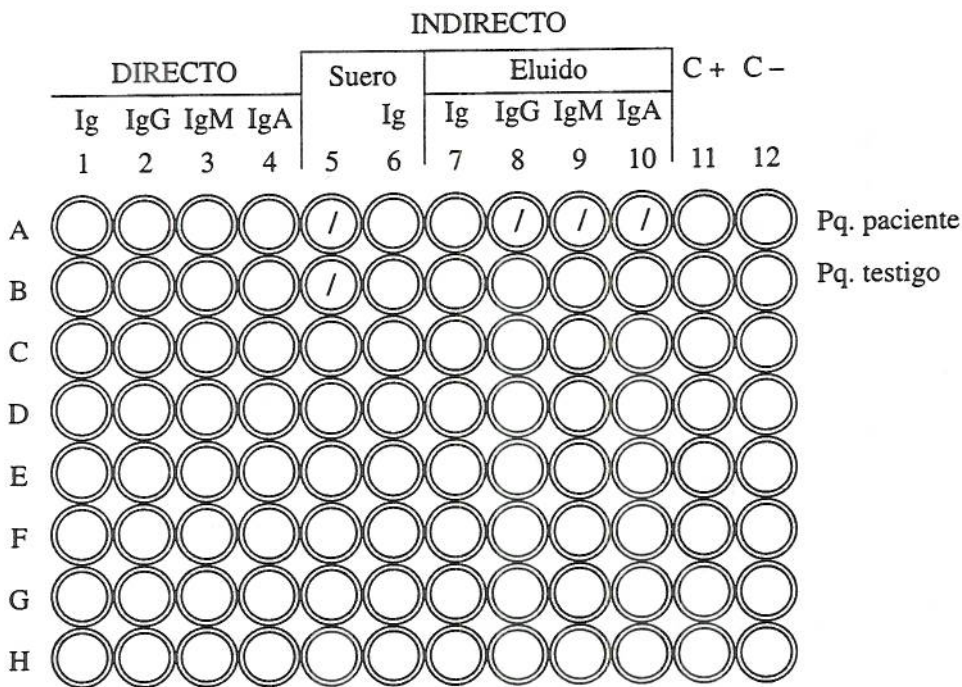 INDIRECTO
DIRECTO Suero Eluido C + C –
Ig IgG IgM IgA Ig Ig IgG IgM IgA
1 2 3 4 5 6 7 8 9 10 11 12
A / / / / Pq. paciente
B / Pq. testigo
C
D
E
F
G
H